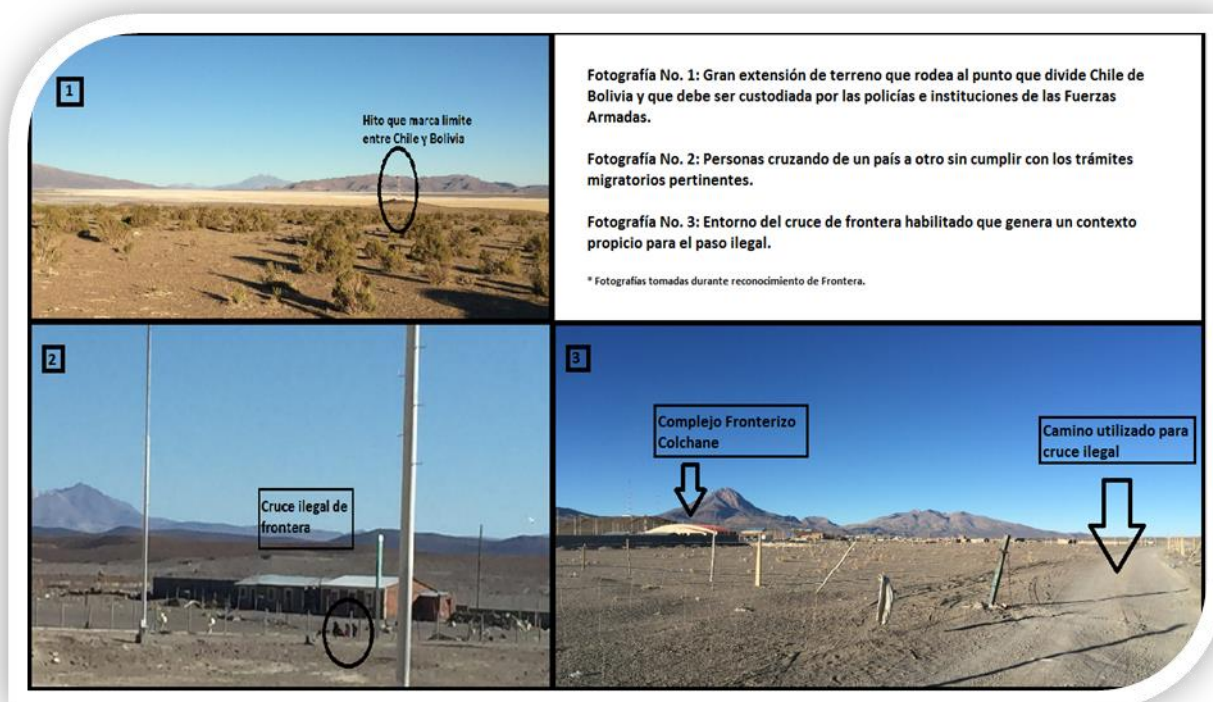 1
Hito que marca limite
entre Chile y Bolivia
Fotografía No. 1: Gran extensión de terreno que rodea al punto que divide Chile de
Bolivia y que debe ser custodiada por las policías e instituciones de las Fuerzas
Armadas.
Fotografía No. 2: Personas cruzando de un país a otro sin cumplir con los trámites
migratorios pertinentes.
Fotografía No. 3: Entorno del cruce de frontera habilitado que genera un contexto
propicio para el paso ilegal.
* Fotografías tomadas durante reconocimiento de Frontera.
2
Cruce ilegal de
frontera
3
Complejo Fronterizo
Colchane
Camino utilizado para
cruce ilegal